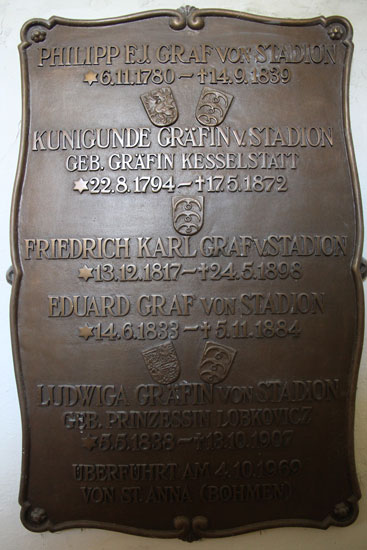 PHILIPP F.J. GRAF VON STADION
✶6.11.1780–✝14.9.1839
KUNIGUNDE GRÄFIN V. STADION
GEB. GRÄFIN KESSELSTATT
✶22.8.1794–✝17.5.1872
FRIEDRICH KARL GRAF V. STADION
✶13.12.1817–✝24.5.1898
EDUARD GRAF VON STADION
✶14.6.1833–✝5.11.1884
LUDWIGA GRÄFIN VON STADION
GEB. PRINZESSIN LOBKOVICZ
✶5.5.1838–✝13.10.1907
ÜBERFÜHRT AM 4.10.1969
VON ST. ANNA (BÖHMEN)